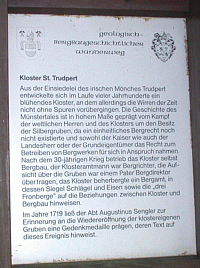 geologisch-
Bergbaugeschichtlicher
Wanderweg
Kloster St. Trudpert
Aus der Einsiedelei des irischen Mönches Trudpert
entwickelte sich im Laufe vieler Jahrhunderte ein
blühendes Kloster, an dem allerdings die Wirren der Zeit
nicht ohne Spuren vorübergingen. Die Geschichte des
Münstertales ist in hohem Maße geprägt vom Kampf
der weltlichen Herren und des Klosters um den Besitz
der Silbergruben, da ein einheitliches Bergrecht noch
nicht existierte und sowohl der Kaiser wie auch der
Landesherr oder der Grundeigentümer das Recht zum
Betreiben von Bergwerken für sich in Anspruch nahmen.
Nach dem 30-jährigen Krieg betrieb das Kloster selbst
Bergbau, der Klosteramtmann war Bergrichter, die Auf-
sicht über die Gruben war einem Pater Bergdirektor
übertragen, das Kloster beherbergte ein Bergamt, in
dessen Siegel Schlägel und Eisen sowie die „drei
Fronberge" auf die Beziehungen zwischen Kloster und
Bergbau hinweisen.
Im Jahre 1719 ließ der Abt Augustinus Sengler zur
Erinnerung an die Wiedereröffnung der klostereigenen
Gruben eine Gedenkmedaille prägen, deren Text auf
dieses Ereignis hinweist.